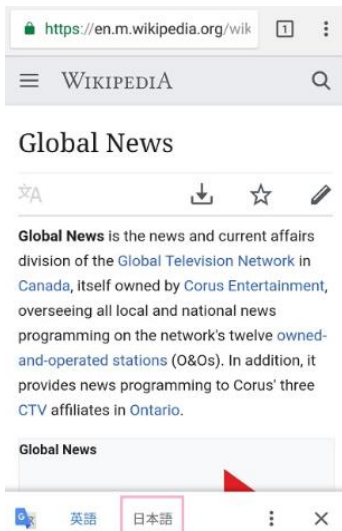 https://en.m.wikipedia.org/wik 1
WIKIPEDIA
Global News
文A
Global News is the news and current affairs
division of the Global Television Network in
Canada, itself owned by Corus Entertainment,
overseeing all local and national news
programming on the network's twelve owned-
and-operated stations (O&Os). In addition, it
provides news programming to Corus' three
CTV affiliates in Ontario.
Global News
英語 日本語